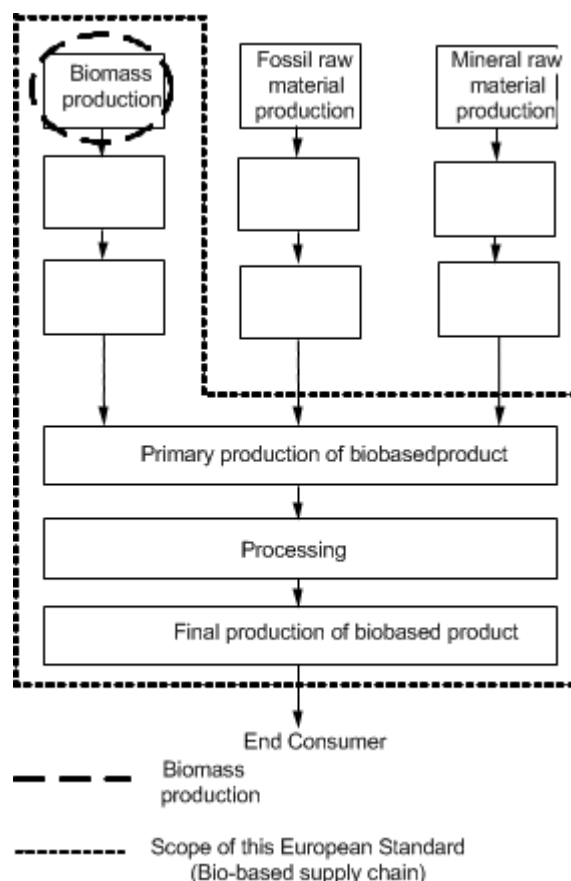 Biomass
production
Fossil raw
material
production
Mineral raw
material
production
Primary production of biobasedproduct
Processing
Final production of biobased product
End Consumer
Biomass
production
Scope of this European Standard
(Bio-based supply chain)